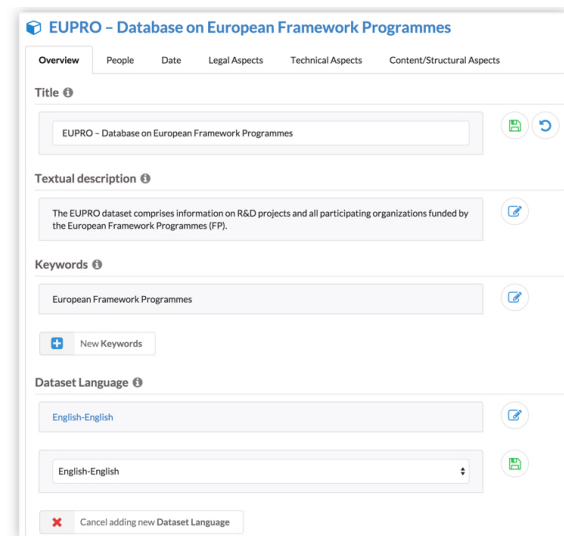 EUPRO – Database on European Framework Programmes
Overview People Date Legal Aspects Technical Aspects Content/Structural Aspects
Title
EUPRO – Database on European Framework Programmes
Textual description
The EUPRO dataset comprises information on R&D projects and all participating organizations funded by
the European Framework Programmes (FP).
Keywords
European Framework Programmes
New Keywords
Dataset Language
English-English
English-English
Cancel adding new Dataset Language